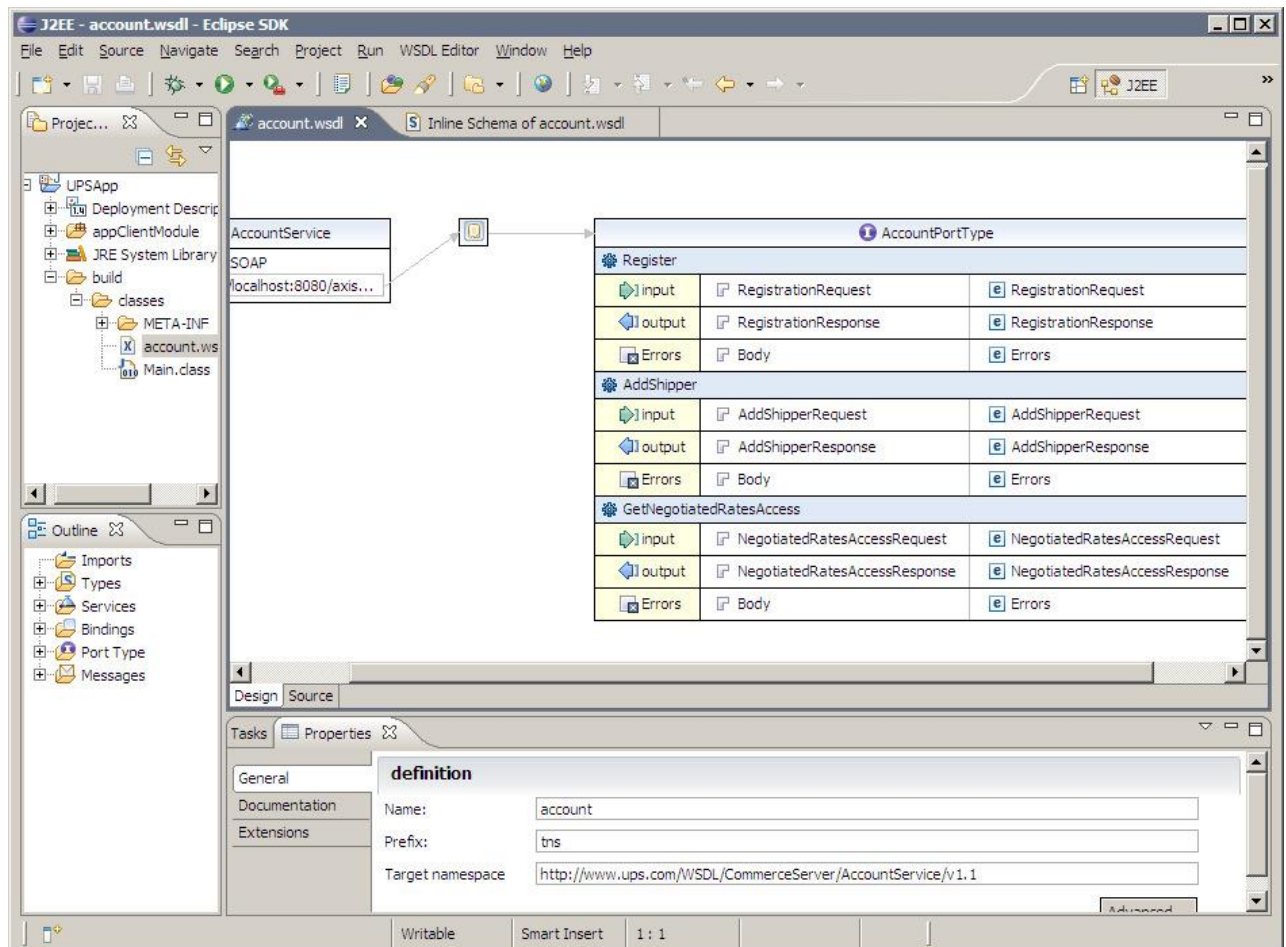 J2EE - account.wsdl - Eclipse SDK
File Edit Source Navigate Search Project Run WSDL Editor Window Help
J2EE
Projec...
UPSApp
Deployment Descrip
appClientModule
JRE System Library
build
classes
META-INF
account.ws
Main.class
account.wsdl
Inline Schema of account.wsdl
AccountService
SOAP
/localhost:8080/axis...
AccountPortType
Register
input RegistrationRequest RegistrationRequest
output RegistrationResponse RegistrationResponse
Errors Body Errors
AddShipper
input AddShipperRequest AddShipperRequest
output AddShipperResponse AddShipperResponse
Errors Body Errors
GetNegotiatedRatesAccess
input NegotiatedRatesAccessRequest NegotiatedRatesAccessRequest
output NegotiatedRatesAccessResponse NegotiatedRatesAccessResponse
Errors Body Errors
Design Source
Outline
Imports
Types
Services
Bindings
Port Type
Messages
Tasks Properties
General
Documentation
Extensions
definition
Name: account
Prefix: tns
Target namespace http://www.ups.com/WSDL/CommerceServer/AccountService/v1.1
Advanced...
Writable Smart Insert 1 : 1